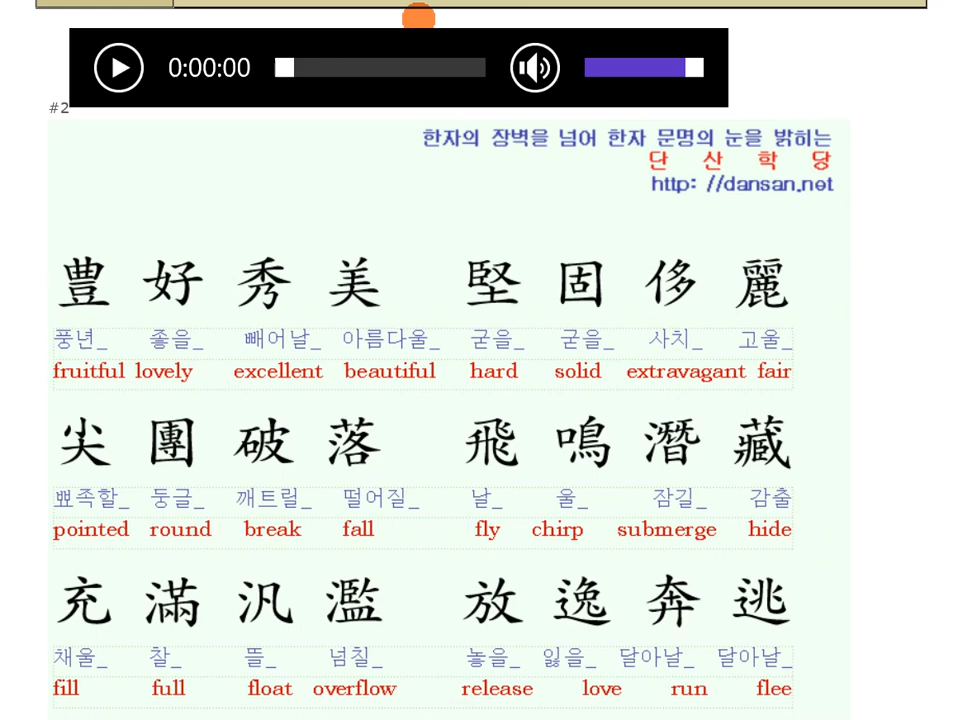 0:00:00
#2
한자의 장벽을 넘어 한자 문명의 눈을 밝히는
단 산 학 당
http: //dansan.net
豊 好 秀 美 堅 固 侈 麗
풍년_ 좋을_ 빼어날_ 아름다울_ 굳을_ 굳을_ 사치_ 고울_
fruitful lovely excellent beautiful hard solid extravagant fair
尖 團 破 落 飛 鳴 潛 藏
뾰족할_ 둥글_ 깨트릴_ 떨어질_ 날_ 울_ 잠길_ 감출
pointed round break fall fly chirp submerge hide
充 滿 汎 濫 放 逸 奔 逃
채울_ 찰_ 뜰_ 넘칠_ 놓을_ 잃을_ 달아날_ 달아날_
fill full float overflow release love run flee